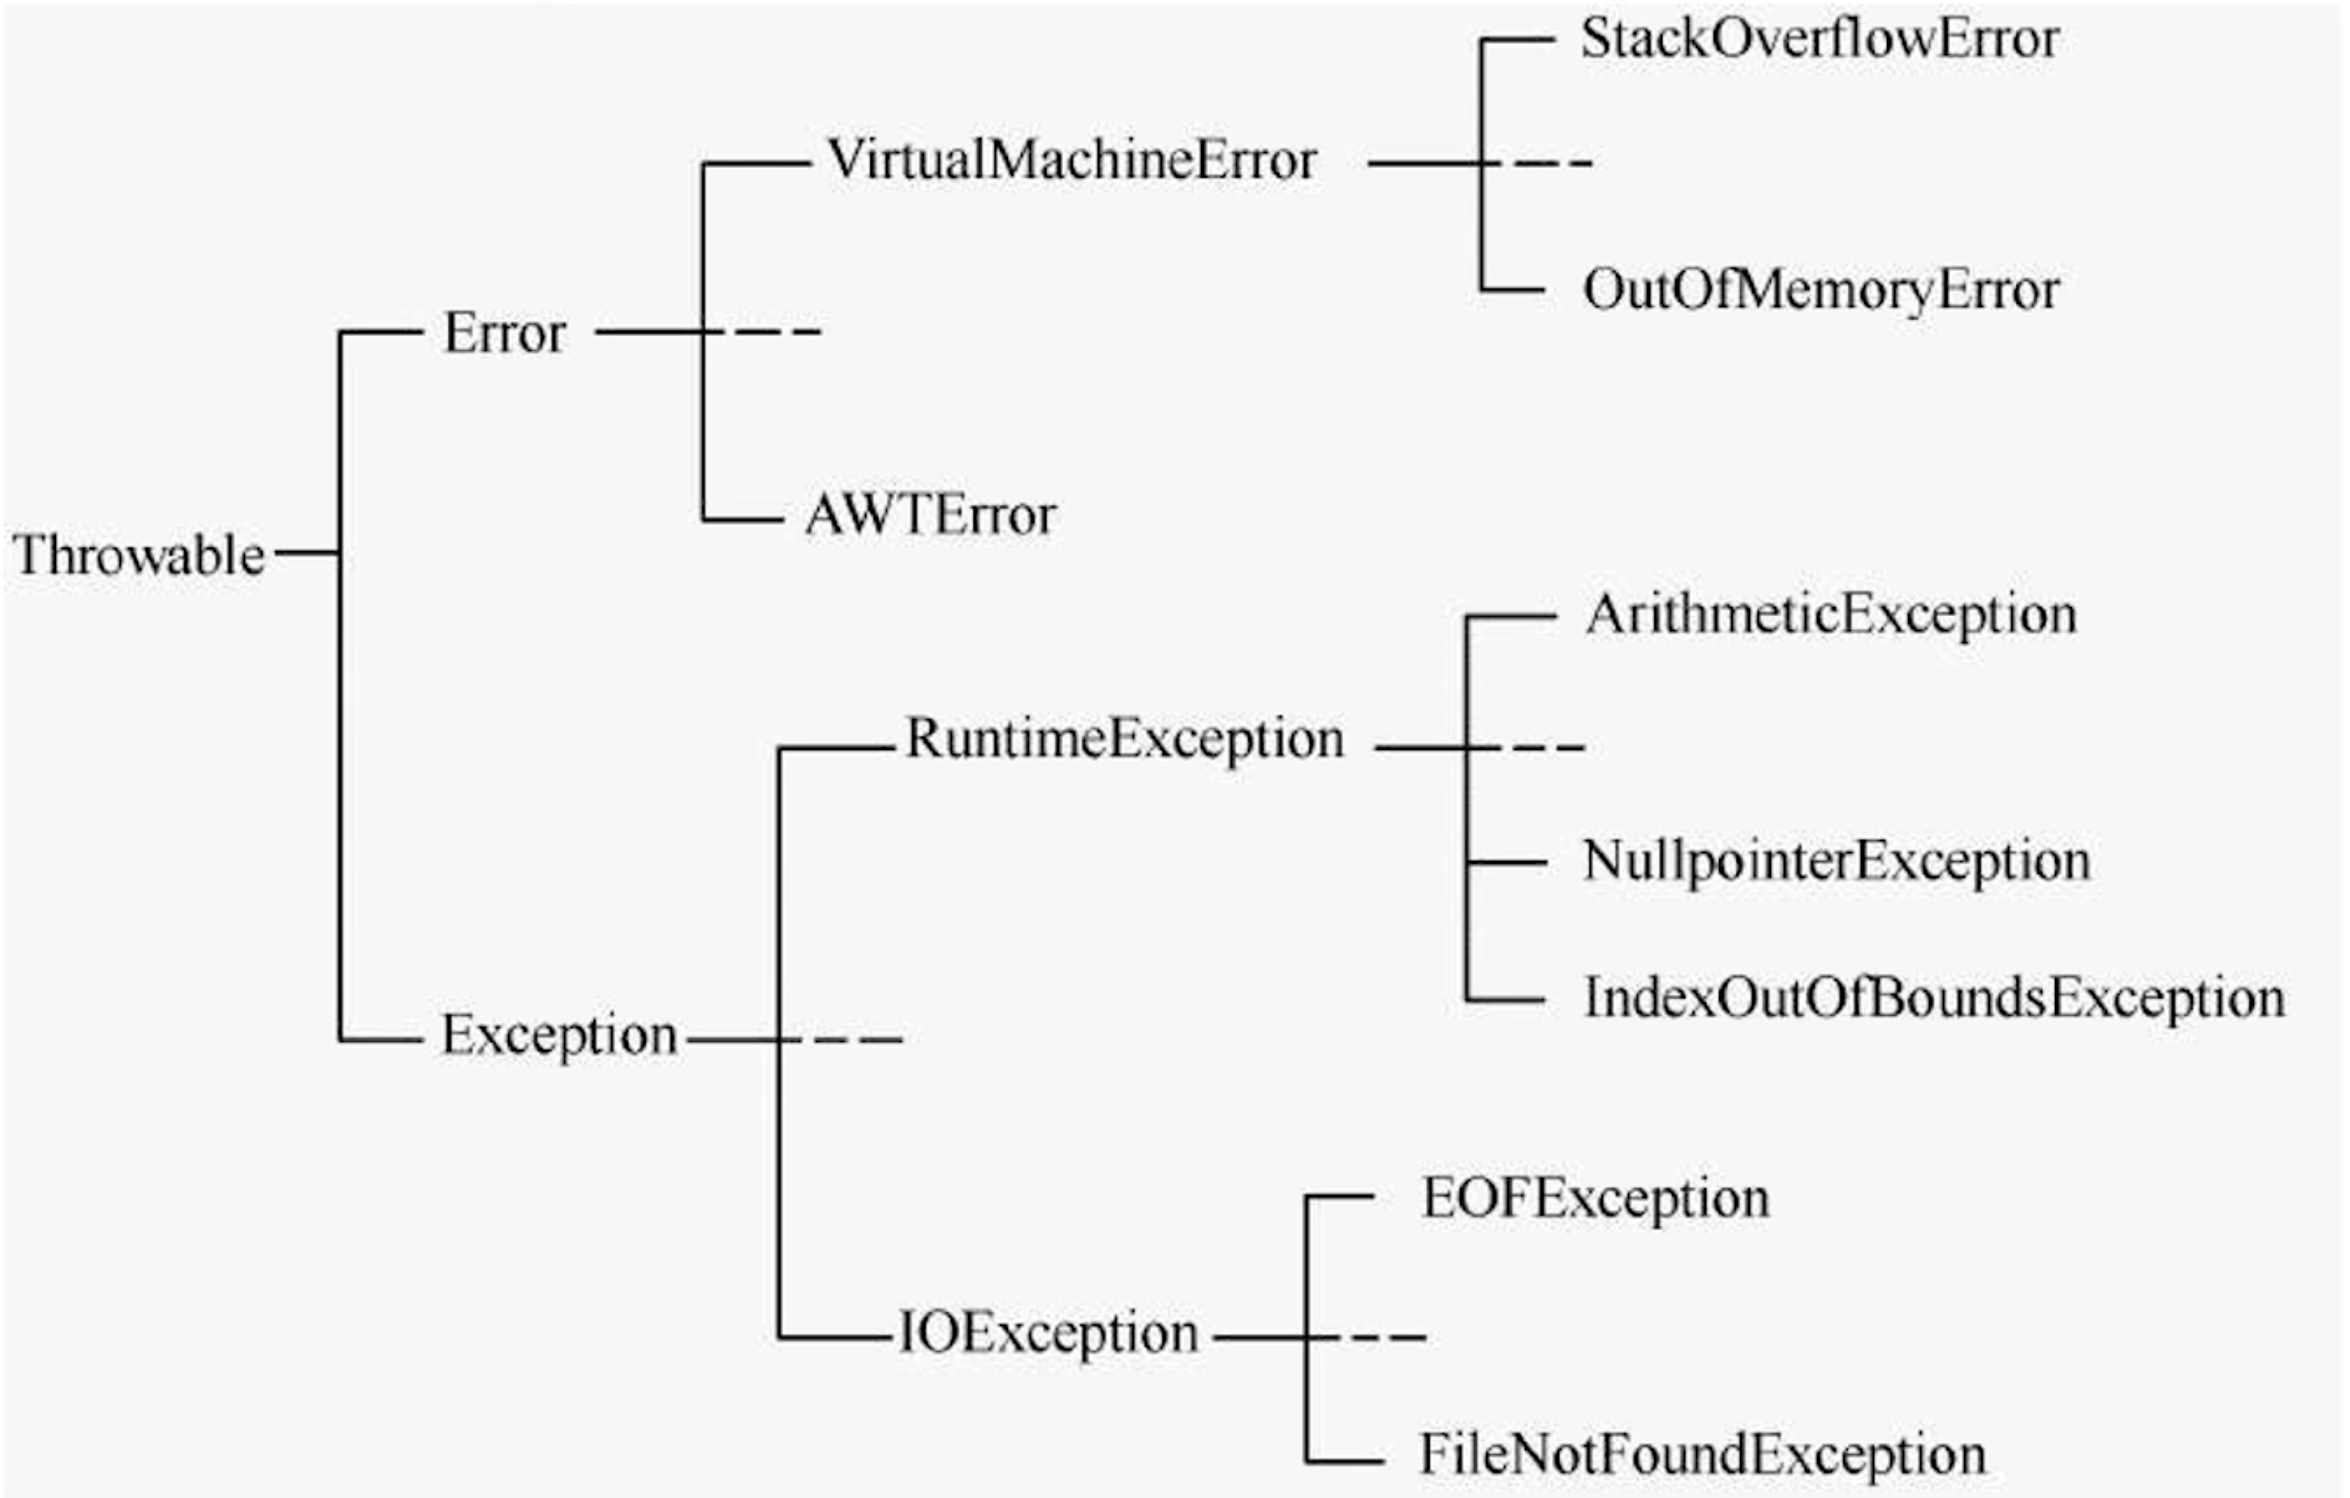 StackOverflowError
VirtualMachineError
OutOfMemoryError
Error
AWTError
Throwable
ArithmeticException
RuntimeException
NullpointerException
IndexOutOfBoundsException
Exception
EOFException
IOException
FileNotFoundException